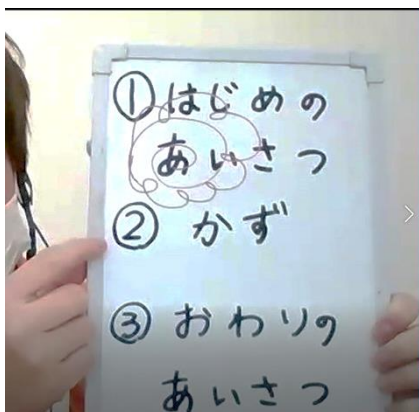 ①はじめの
あいさつ
② かず
③ おわりの
あいさつ